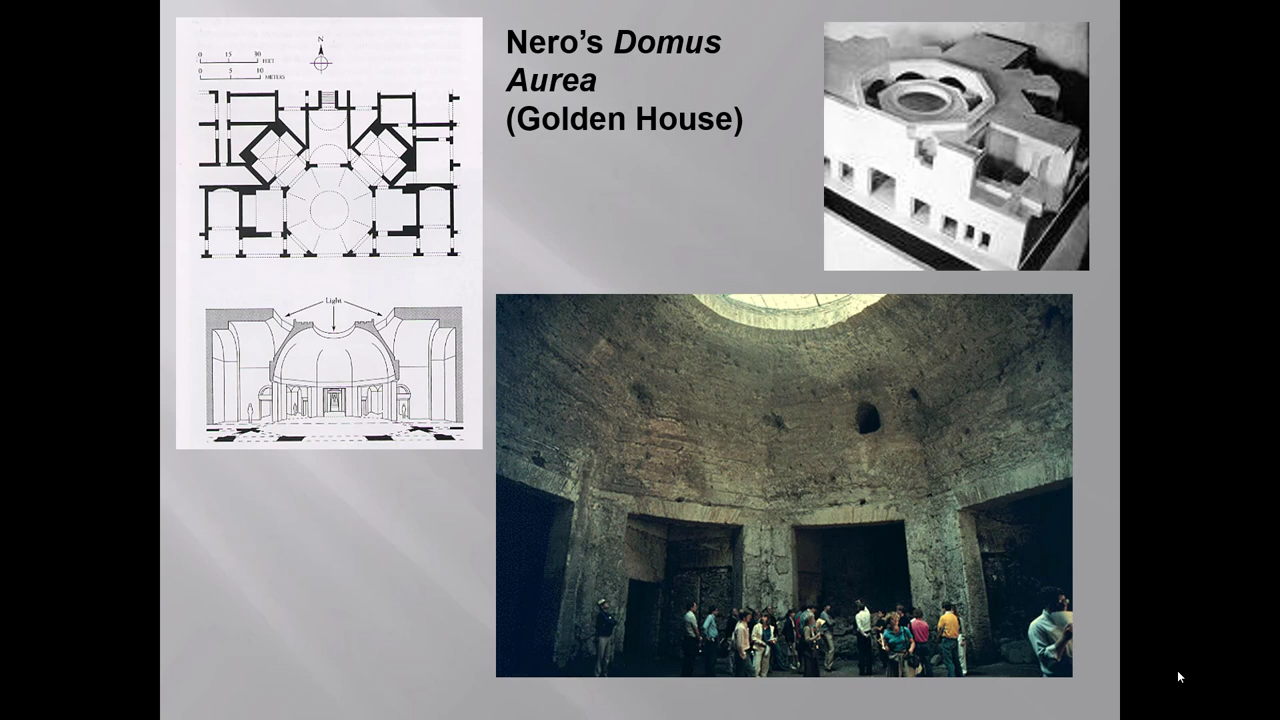 Nero’s Domus
Aurea
(Golden House)
N
0 15 30
FEET
0 5 10
METERS
Light